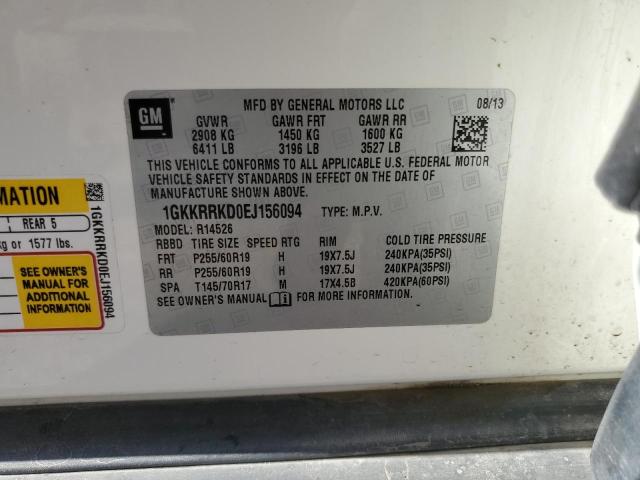 GM
MFD BY GENERAL MOTORS LLC 08/13
GVWR GAWR FRT GAWR RR
2908 KG 1450 KG 1600 KG
6411 LB 3196 LB 3527 LB
THIS VEHICLE CONFORMS TO ALL APPLICABLE U.S. FEDERAL MOTOR
VEHICLE SAFETY STANDARDS IN EFFECT ON THE DATE OF
MANUFACTURE SHOWN ABOVE.
1GKKRRKD0EJ156094 TYPE: M.P.V.
MODEL: R14526
RBBD TIRE SIZE SPEED RTG RIM COLD TIRE PRESSURE
FRT P255/60R19 H 19X7.5J 240KPA(35PSI)
RR P255/60R19 H 19X7.5J 240KPA(35PSI)
SPA T145/70R17 M 17X4.5B 420KPA(60PSI)
SEE OWNER'S MANUAL FOR MORE INFORMATION.
RMATION
REAR 5
kg or 1577 lbs.
SEE OWNER'S
MANUAL FOR
ADDITIONAL
INFORMATION
1GKKRRKD0EJ156094